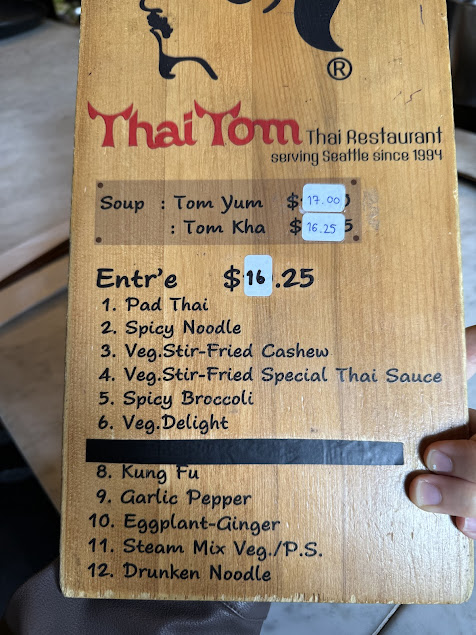 ®
Thai Tom Thai Restaurant
serving Seattle since 1994
Soup : Tom Yum $17.00
: Tom Kha $16.25
Entr'e $16.25
1. Pad Thai
2. Spicy Noodle
3. Veg.Stir-Fried Cashew
4. Veg.Stir-Fried Special Thai Sauce
5. Spicy Broccoli
6. Veg.Delight
8. Kung Fu
9. Garlic Pepper
10. Eggplant-Ginger
11. Steam Mix Veg./P.S.
12. Drunken Noodle